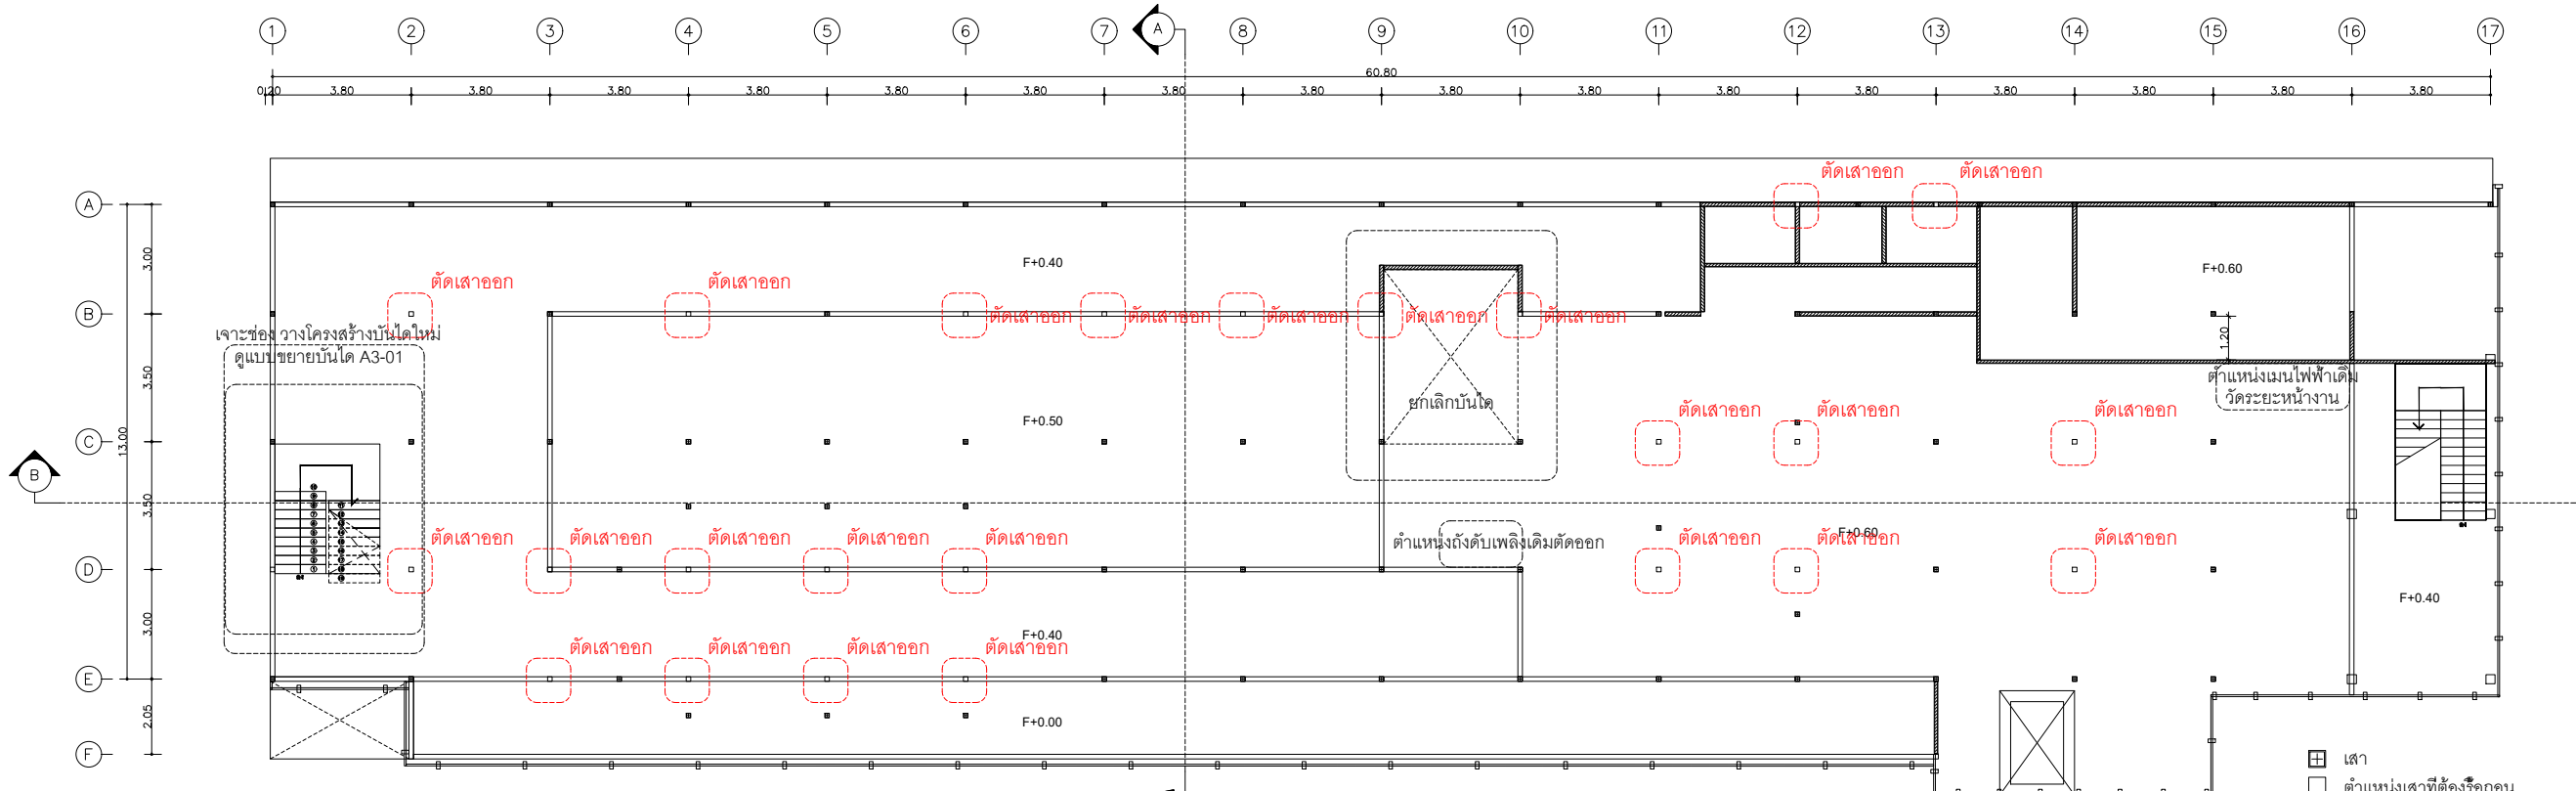 1 2 3 4 5 6 7 A 8 9 10 11 12 13 14 15 16 17
60.80
0.20 3.80 3.80 3.80 3.80 3.80 3.80 3.80 3.80 3.80 3.80 3.80 3.80 3.80 3.80 3.80 3.80
ตัดเสาออก ตัดเสาออก
A
3.00 F+0.40 F+0.60
ตัดเสาออก ตัดเสาออก
B ตัดเสาออก ตัดเสาออก ตัดเสาออก ตัดเสาออก ตัดเสาออก
เจาะช่อง วางโครงสร้างบันไดใหม่
ดูแบบขยายบันได A3-01
1.20
3.50
ตำแหน่งเมนไฟฟ้าเดิม
วัดระยะหน้างาน
ยกเลิกบันได
ตัดเสาออก ตัดเสาออก ตัดเสาออก
F+0.50
C 13.00
B
3.50
F+0.60
ตัดเสาออก ตัดเสาออก ตัดเสาออก ตัดเสาออก ตัดเสาออก ตัดเสาออก ตัดเสาออก ตัดเสาออก
ตำแหน่งถังดับเพลิงเดิมตัดออก
D
F+0.40
3.00
F+0.40
ตัดเสาออก ตัดเสาออก ตัดเสาออก ตัดเสาออก
E
2.05 F+0.00
F
เสา
ตำแหน่งเสาที่ต้องรื้อถอน